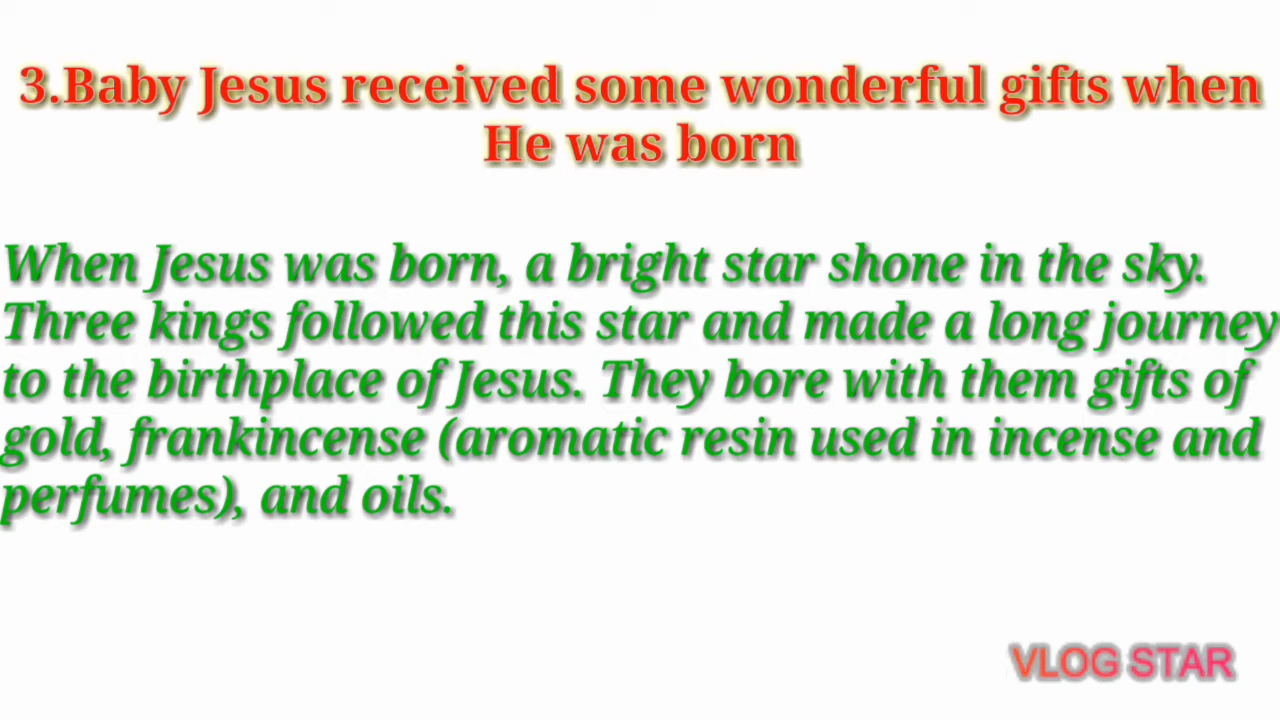 3.Baby Jesus received some wonderful gifts when
He was born
When Jesus was born, a bright star shone in the sky.
Three kings followed this star and made a long journey
to the birthplace of Jesus. They bore with them gifts of
gold, frankincense (aromatic resin used in incense and
perfumes), and oils.
VLOG STAR